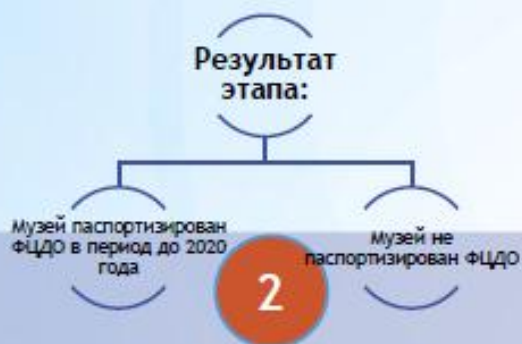 Результат
этапа:
Музей паспортизирован
ФЦДО в период до 2020
года
Музей не
паспортизирован ФЦДО
2